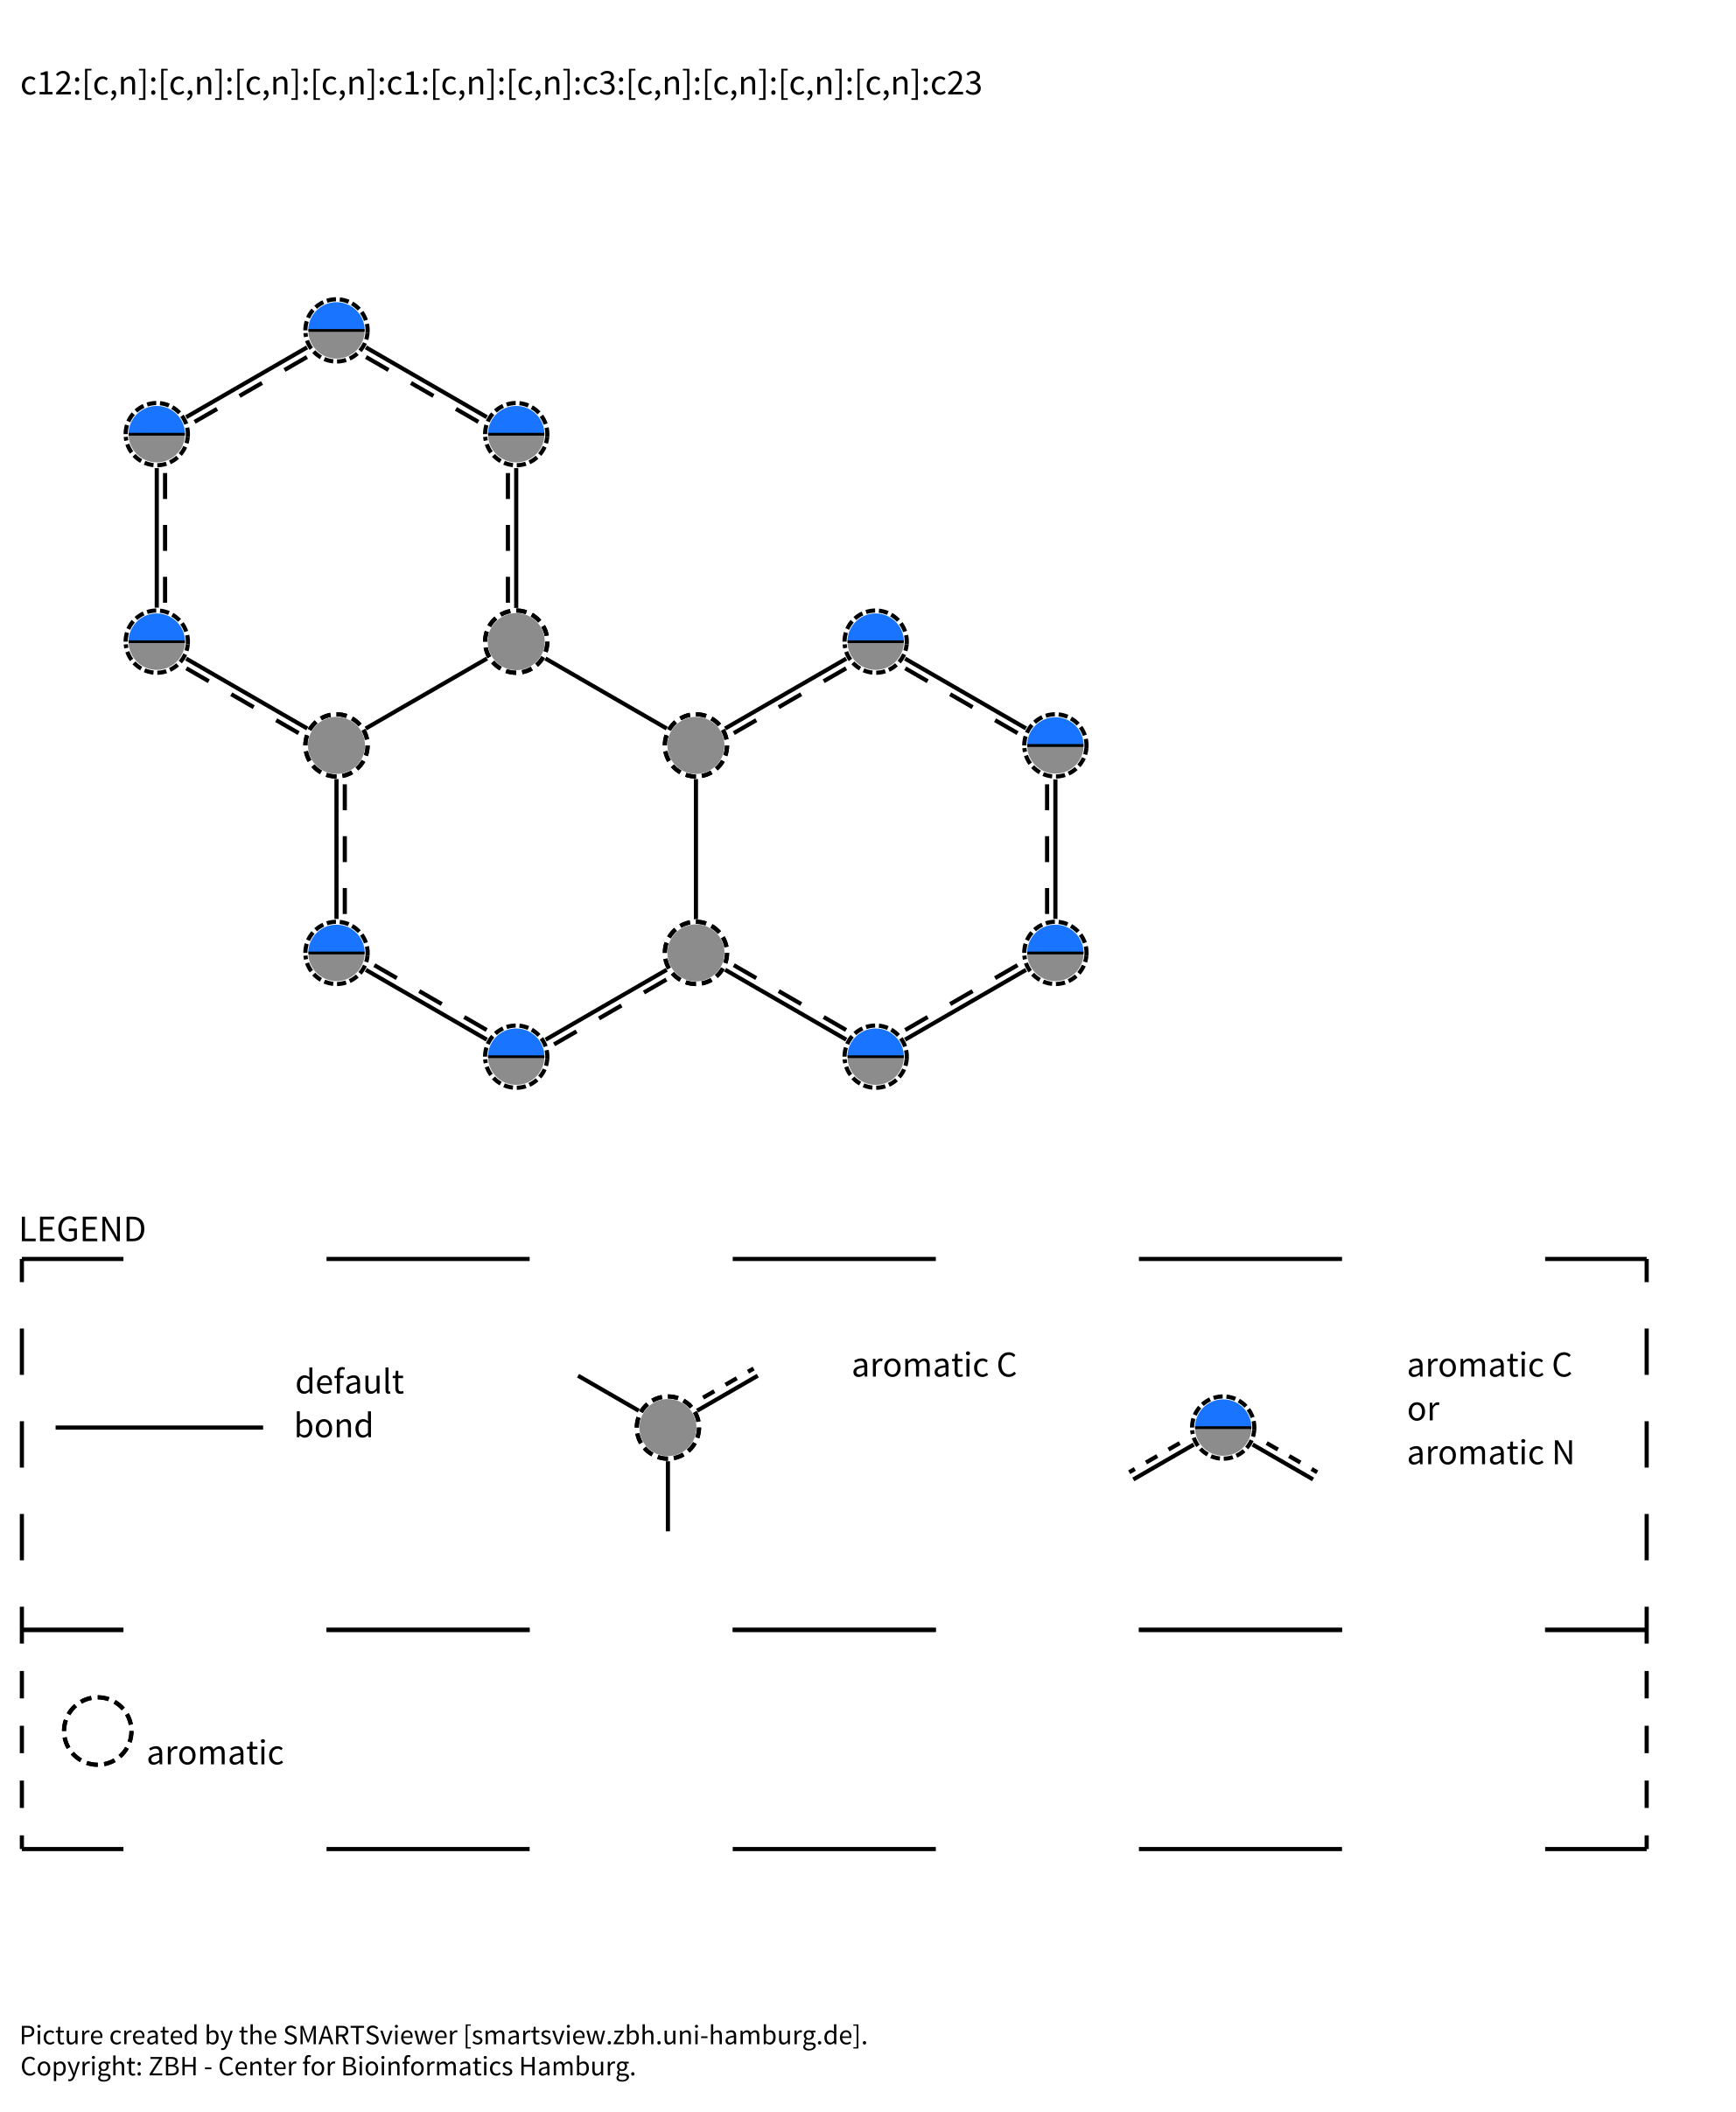 c12:[c,n]:[c,n]:[c,n]:[c,n]:c1:[c,n]:[c,n]:c3:[c,n]:[c,n]:[c,n]:[c,n]:c23
LEGEND
default
bond
aromatic C
aromatic C
or
aromatic N
aromatic
Picture created by the SMARTSviewer [smartsview.zbh.uni-hamburg.de].
Copyright: ZBH - Center for Bioinformatics Hamburg.